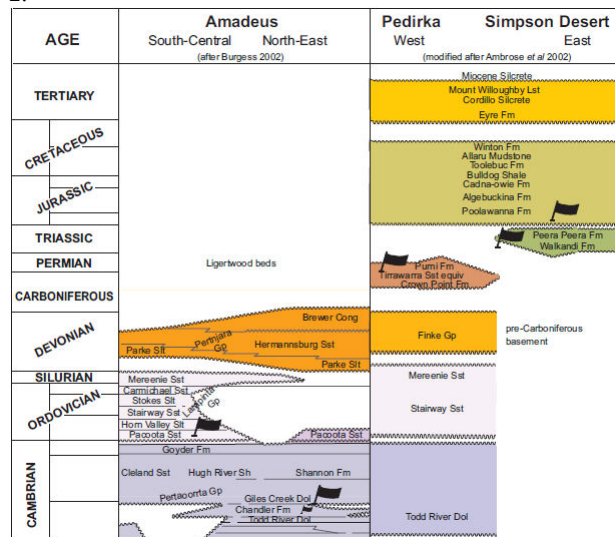 2.
AGE
Amadeus
South-Central North-East
(after Burgess 2002)
Pedirka Simpson Desert
West East
(modified after Ambrose et al 2002)
TERTIARY
Miocene Silcrete
Mount Willoughby Lst
Cordillo Silcrete
Eyre Fm
CRETACEOUS
Winton Fm
Allaru Mudstone
Toolebuc Fm
Bulldog Shale
JURASSIC
Cadna-owie Fm
Algebuckina Fm
Poolawanna Fm
TRIASSIC
Peera Peera Fm
Walkandi Fm
PERMIAN
Ligertwood beds
Purni Fm
Tirrawarra Sst equiv
Crown Point Fm
CARBONIFEROUS
DEVONIAN
Brewer Cong
Pertnjara Gp
Hermannsburg Sst
Parke Slt
Parke Slt
Finke Gp
pre-Carboniferous
basement
SILURIAN
Mereenie Sst
Mereenie Sst
ORDOVICIAN
Carmichael Sst
Stokes Slt
Larapinta Gp
Stairway Sst
Stairway Sst
Horn Valley Slt
Pacoota Sst
Pacoota Sst
CAMBRIAN
Goyder Fm
Cleland Sst Hugh River Sh Shannon Fm
Pertaoorrta Gp
Giles Creek Dol
Chandler Fm
Todd River Dol
Todd River Dol